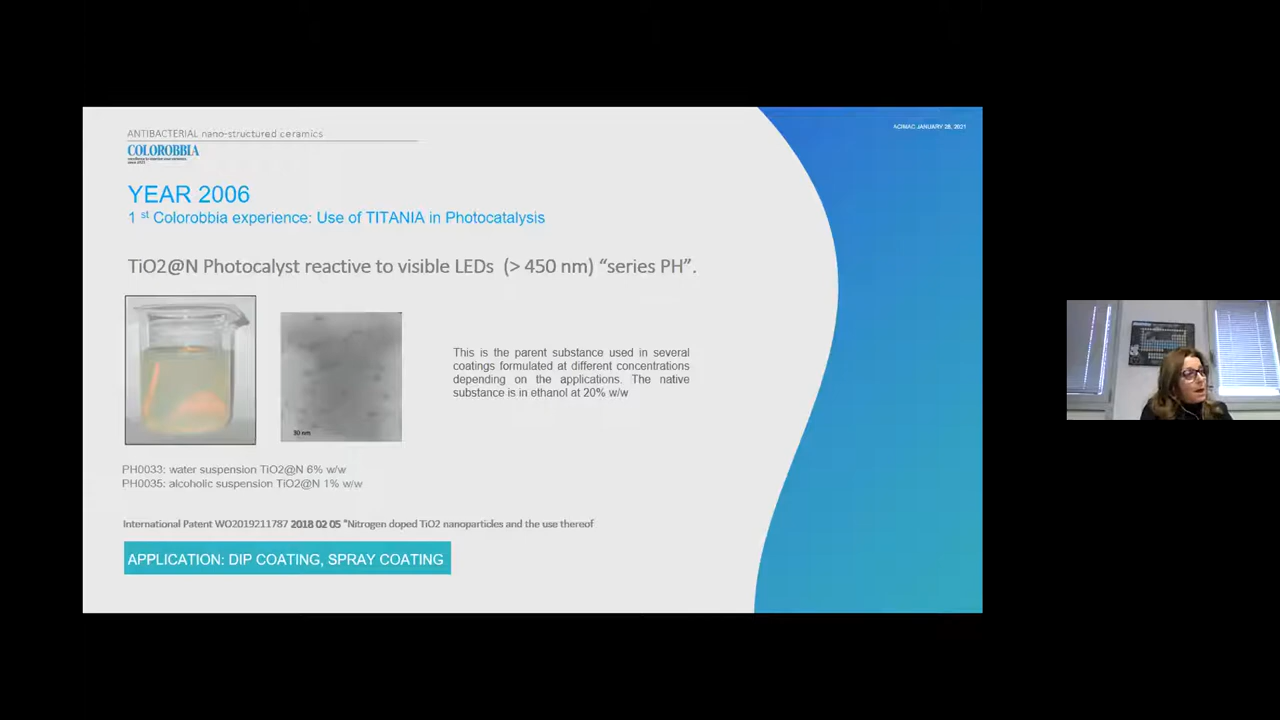 ANTIBACTERIAL nano-structured ceramics
COLOROBBIA
ACIMAC JANUARY 28, 2021
YEAR 2006
1 st Colorobbia experience: Use of TITANIA in Photocatalysis
TiO2@N Photocalyst reactive to visible LEDs (> 450 nm) “series PH”.
This is the parent substance used in several
coatings formulated at different concentrations
depending on the applications. The native
substance is in ethanol at 20% w/w
30 nm
PH0033: water suspension TiO2@N 6% w/w
PH0035: alcoholic suspension TiO2@N 1% w/w
International Patent WO2019211787 2018 02 05 “Nitrogen doped TiO2 nanoparticles and the use thereof
APPLICATION: DIP COATING, SPRAY COATING